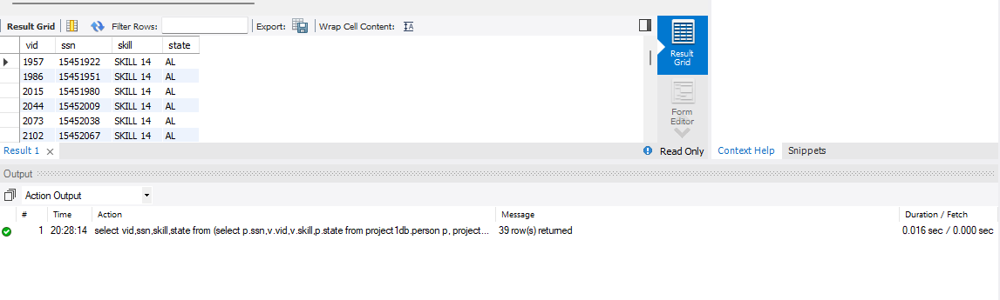 Result Grid Filter Rows: Export: Wrap Cell Content: IA
vid ssn skill state
1957 15451922 SKILL 14 AL
1986 15451951 SKILL 14 AL
2015 15451980 SKILL 14 AL
2044 15452009 SKILL 14 AL
2073 15452038 SKILL 14 AL
2102 15452067 SKILL 14 AL
Result
Grid
Form
Editor
Result 1 Read Only Context Help Snippets
Output
Action Output
# Time Action Message Duration / Fetch
1 20:28:14 select vid,ssn,skill,state from (select p.ssn,v.vid,v.skill,p.state from project1db.person p, project... 39 row(s) returned 0.016 sec / 0.000 sec